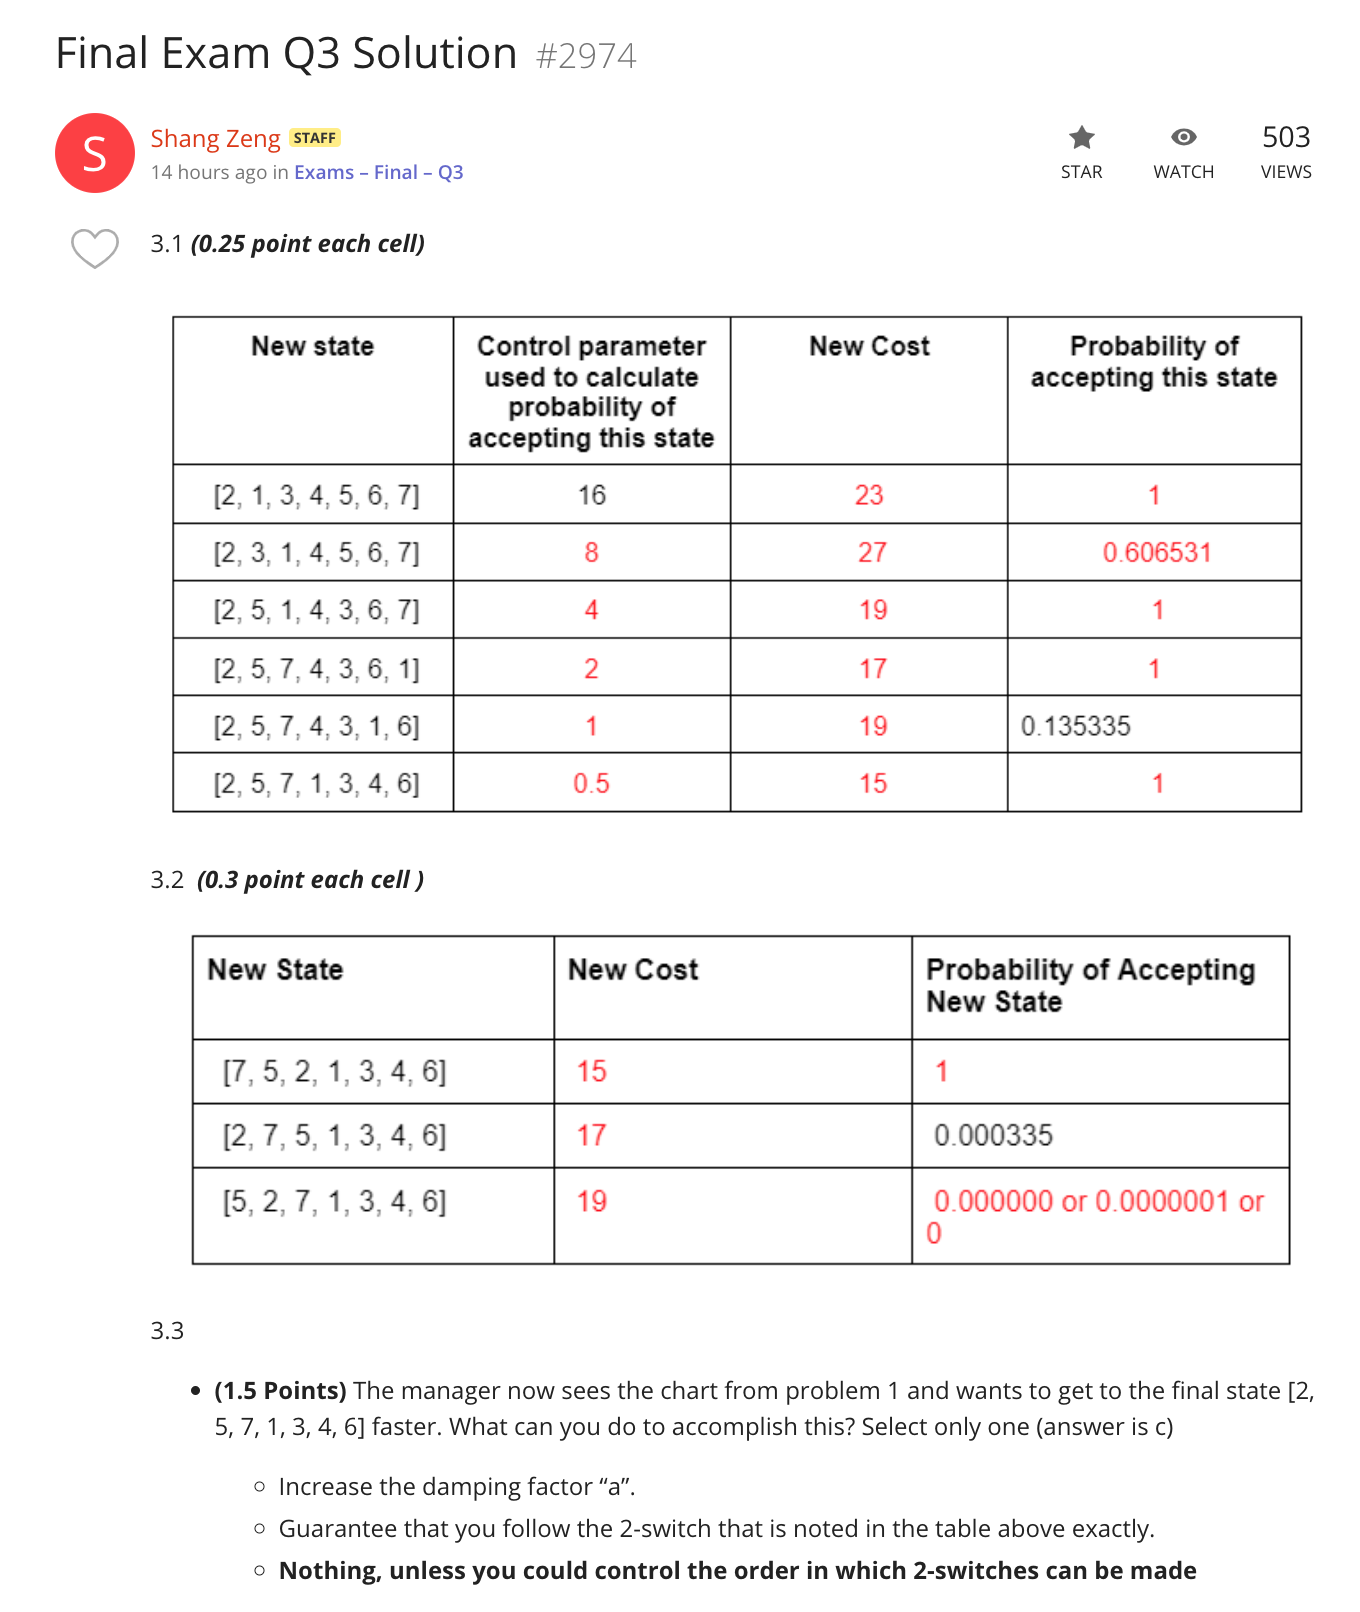 Final Exam Q3 Solution #2974
S
Shang Zeng STAFF
14 hours ago in Exams – Final – Q3
STAR
WATCH
503
VIEWS
3.1 (0.25 point each cell)
New state | Control parameter used to calculate probability of accepting this state | New Cost | Probability of accepting this state
[2, 1, 3, 4, 5, 6, 7] | 16 | 23 | 1
[2, 3, 1, 4, 5, 6, 7] | 8 | 27 | 0.606531
[2, 5, 1, 4, 3, 6, 7] | 4 | 19 | 1
[2, 5, 7, 4, 3, 6, 1] | 2 | 17 | 1
[2, 5, 7, 4, 3, 1, 6] | 1 | 19 | 0.135335
[2, 5, 7, 1, 3, 4, 6] | 0.5 | 15 | 1
3.2 (0.3 point each cell )
New State | New Cost | Probability of Accepting New State
[7, 5, 2, 1, 3, 4, 6] | 15 | 1
[2, 7, 5, 1, 3, 4, 6] | 17 | 0.000335
[5, 2, 7, 1, 3, 4, 6] | 19 | 0.000000 or 0.0000001 or 0
3.3
• (1.5 Points) The manager now sees the chart from problem 1 and wants to get to the final state [2,
5, 7, 1, 3, 4, 6] faster. What can you do to accomplish this? Select only one (answer is c)
○ Increase the damping factor “a”.
○ Guarantee that you follow the 2-switch that is noted in the table above exactly.
○ Nothing, unless you could control the order in which 2-switches can be made